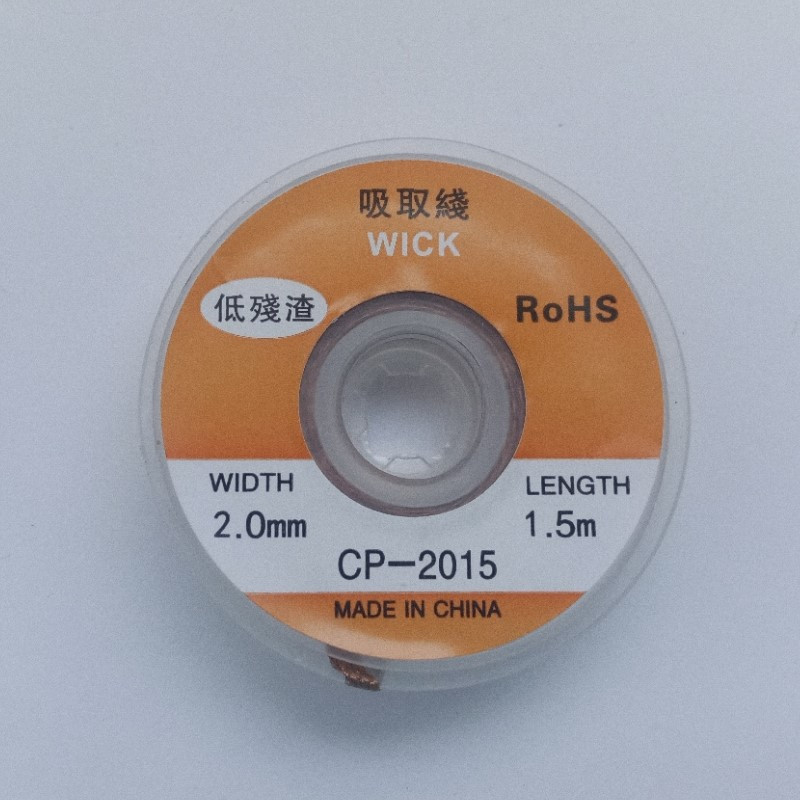 吸取綫
WICK
低殘渣
RoHS
WIDTH
2.0mm
LENGTH
1.5m
CP-2015
MADE IN CHINA